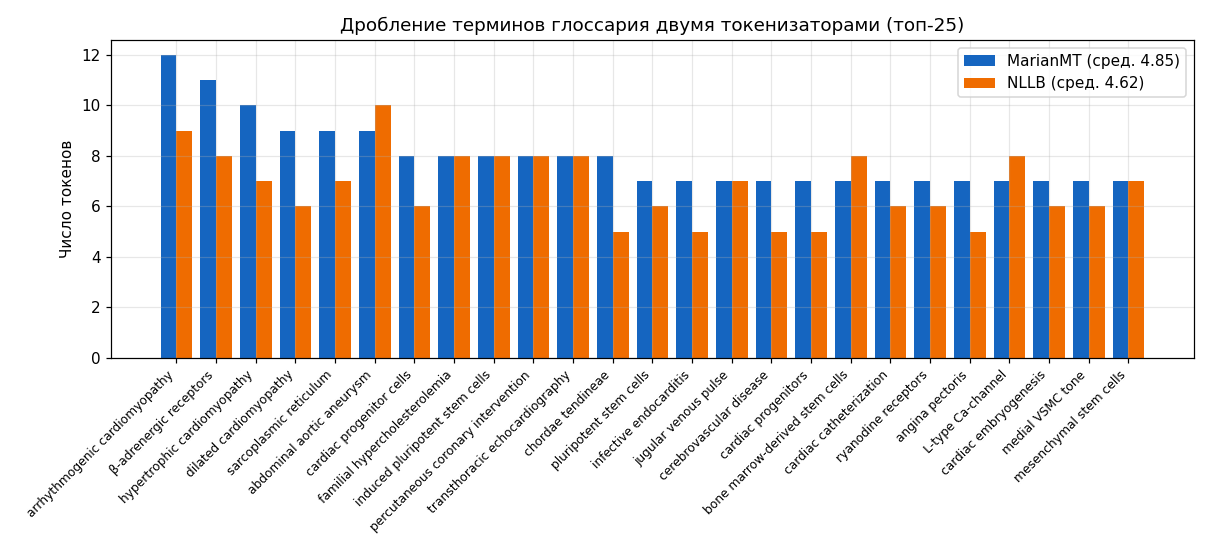 Дробление терминов глоссария двумя токенизаторами (топ-25)
MarianMT (сред. 4.85)
NLLB (сред. 4.62)
Число токенов
12
10
8
6
4
2
0
arrhythmogenic cardiomyopathy
β-adrenergic receptors
hypertrophic cardiomyopathy
dilated cardiomyopathy
sarcoplasmic reticulum
abdominal aortic aneurysm
cardiac progenitor cells
familial hypercholesterolemia
induced pluripotent stem cells
percutaneous coronary intervention
transthoracic echocardiography
chordae tendineae
pluripotent stem cells
infective endocarditis
jugular venous pulse
cerebrovascular disease
cardiac progenitors
bone marrow-derived stem cells
cardiac catheterization
ryanodine receptors
angina pectoris
L-type Ca-channel
cardiac embryogenesis
medial VSMC tone
mesenchymal stem cells